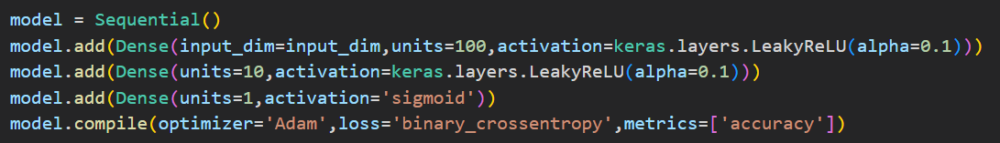 model = Sequential()
model.add(Dense(input_dim=input_dim,units=100,activation=keras.layers.LeakyReLU(alpha=0.1)))
model.add(Dense(units=10,activation=keras.layers.LeakyReLU(alpha=0.1)))
model.add(Dense(units=1,activation='sigmoid'))
model.compile(optimizer='Adam',loss='binary_crossentropy',metrics=['accuracy'])